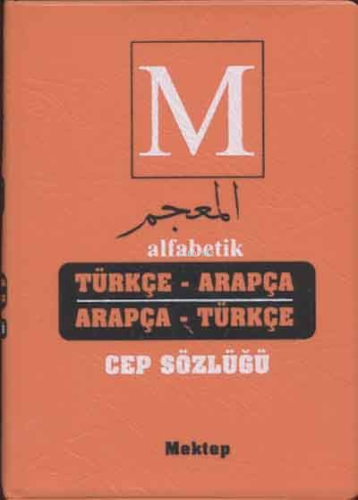 M
المعجم
alfabetik
TÜRKÇE - ARAPÇA
ARAPÇA - TÜRKÇE
CEP SÖZLÜĞÜ
Mektep